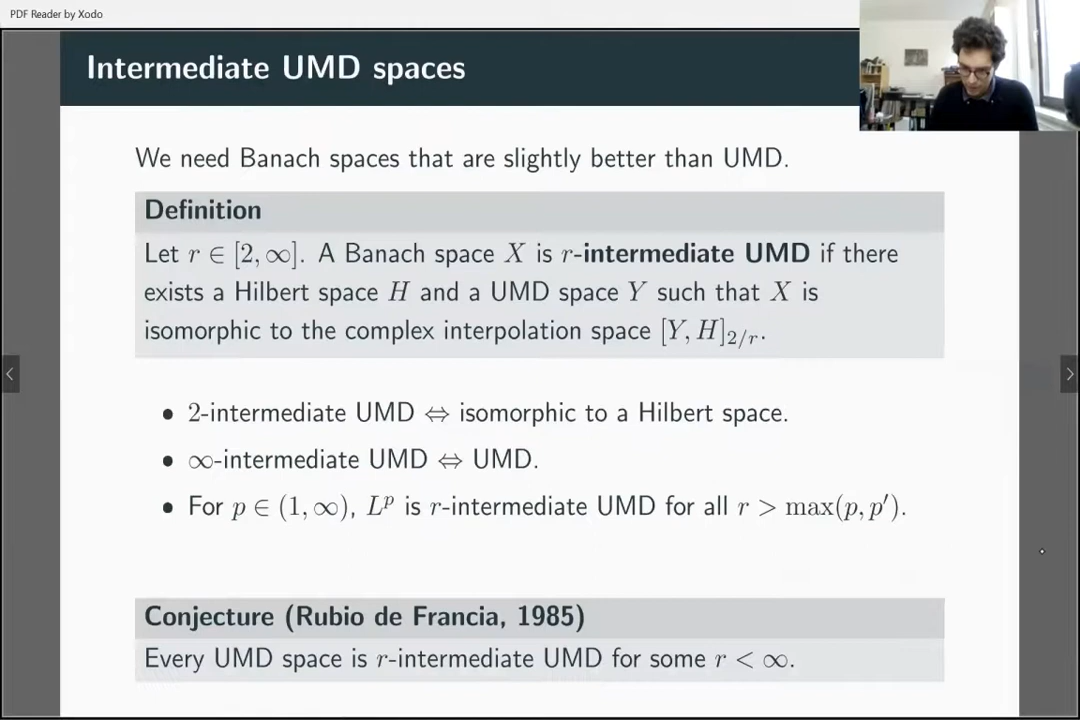 PDF Reader by Xodo
Intermediate UMD spaces
We need Banach spaces that are slightly better than UMD.
Definition
Let r ∈ [2, ∞]. A Banach space X is r-intermediate UMD if there
exists a Hilbert space H and a UMD space Y such that X is
isomorphic to the complex interpolation space [Y, H]_{2/r}.
• 2-intermediate UMD ⇔ isomorphic to a Hilbert space.
• ∞-intermediate UMD ⇔ UMD.
• For p ∈ (1, ∞), L^p is r-intermediate UMD for all r > max(p, p′).
Conjecture (Rubio de Francia, 1985)
Every UMD space is r-intermediate UMD for some r < ∞.